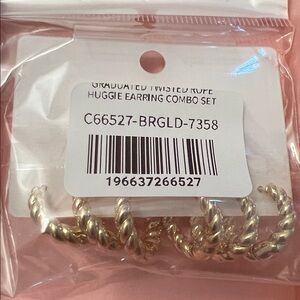 GRADUATED TWISTED ROPE
HUGGIE EARRING COMBO SET
C66527-BRGLD-7358
196637266527